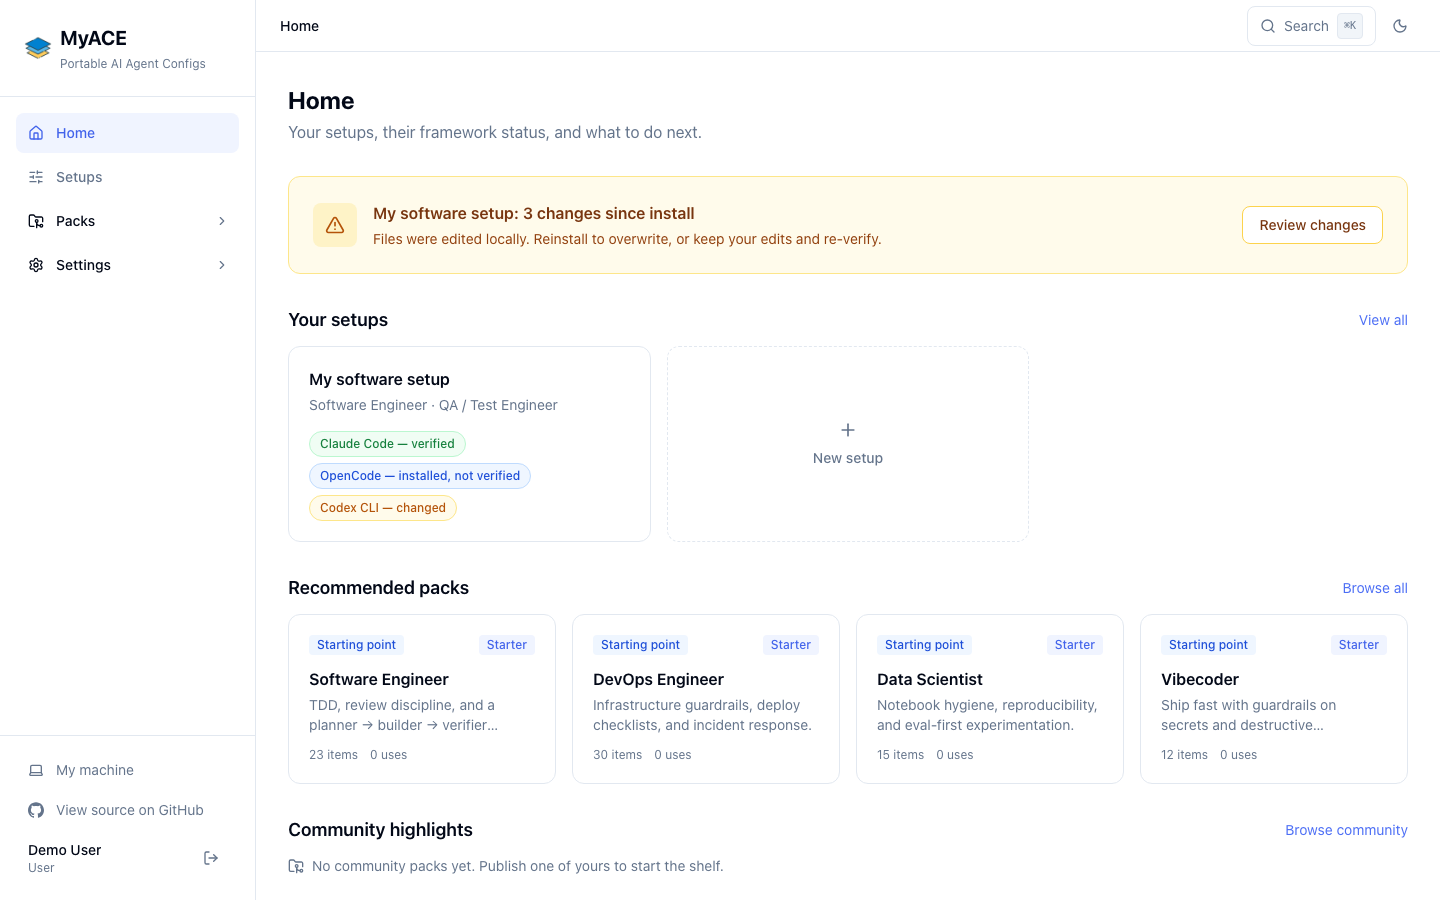 MyACE
Portable AI Agent Configs
Home
Setups
Packs
Settings
My machine
View source on GitHub
Demo User
User
Home
Search ⌘K
Home
Your setups, their framework status, and what to do next.
My software setup: 3 changes since install
Files were edited locally. Reinstall to overwrite, or keep your edits and re-verify.
Review changes
Your setups
View all
My software setup
Software Engineer · QA / Test Engineer
Claude Code — verified
OpenCode — installed, not verified
Codex CLI — changed
New setup
Recommended packs
Browse all
Starting point
Starter
Software Engineer
TDD, review discipline, and a
planner → builder → verifier…
23 items 0 uses
Starting point
Starter
DevOps Engineer
Infrastructure guardrails, deploy
checklists, and incident response.
30 items 0 uses
Starting point
Starter
Data Scientist
Notebook hygiene, reproducibility,
and eval-first experimentation.
15 items 0 uses
Starting point
Starter
Vibecoder
Ship fast with guardrails on
secrets and destructive…
12 items 0 uses
Community highlights
Browse community
No community packs yet. Publish one of yours to start the shelf.